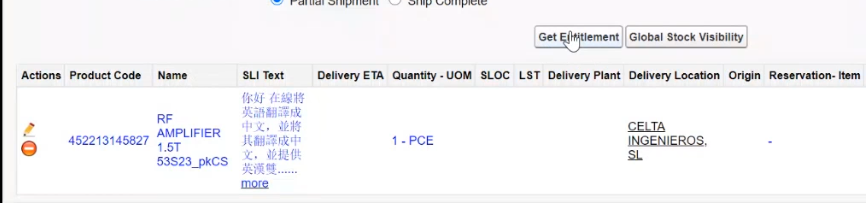 Partial Shipment Ship Complete
Get Entitlement Global Stock Visibility
Actions Product Code Name SLI Text Delivery ETA Quantity - UOM SLOC LST Delivery Plant Delivery Location Origin Reservation- Item
452213145827
RF
AMPLIFIER
1.5T
53S23_pkCS
你好 在線將
英語翻譯成
中文，並將
其翻譯成中
文，並提供
英漢雙......
more
1 - PCE
CELTA
INGENIEROS,
SL
-